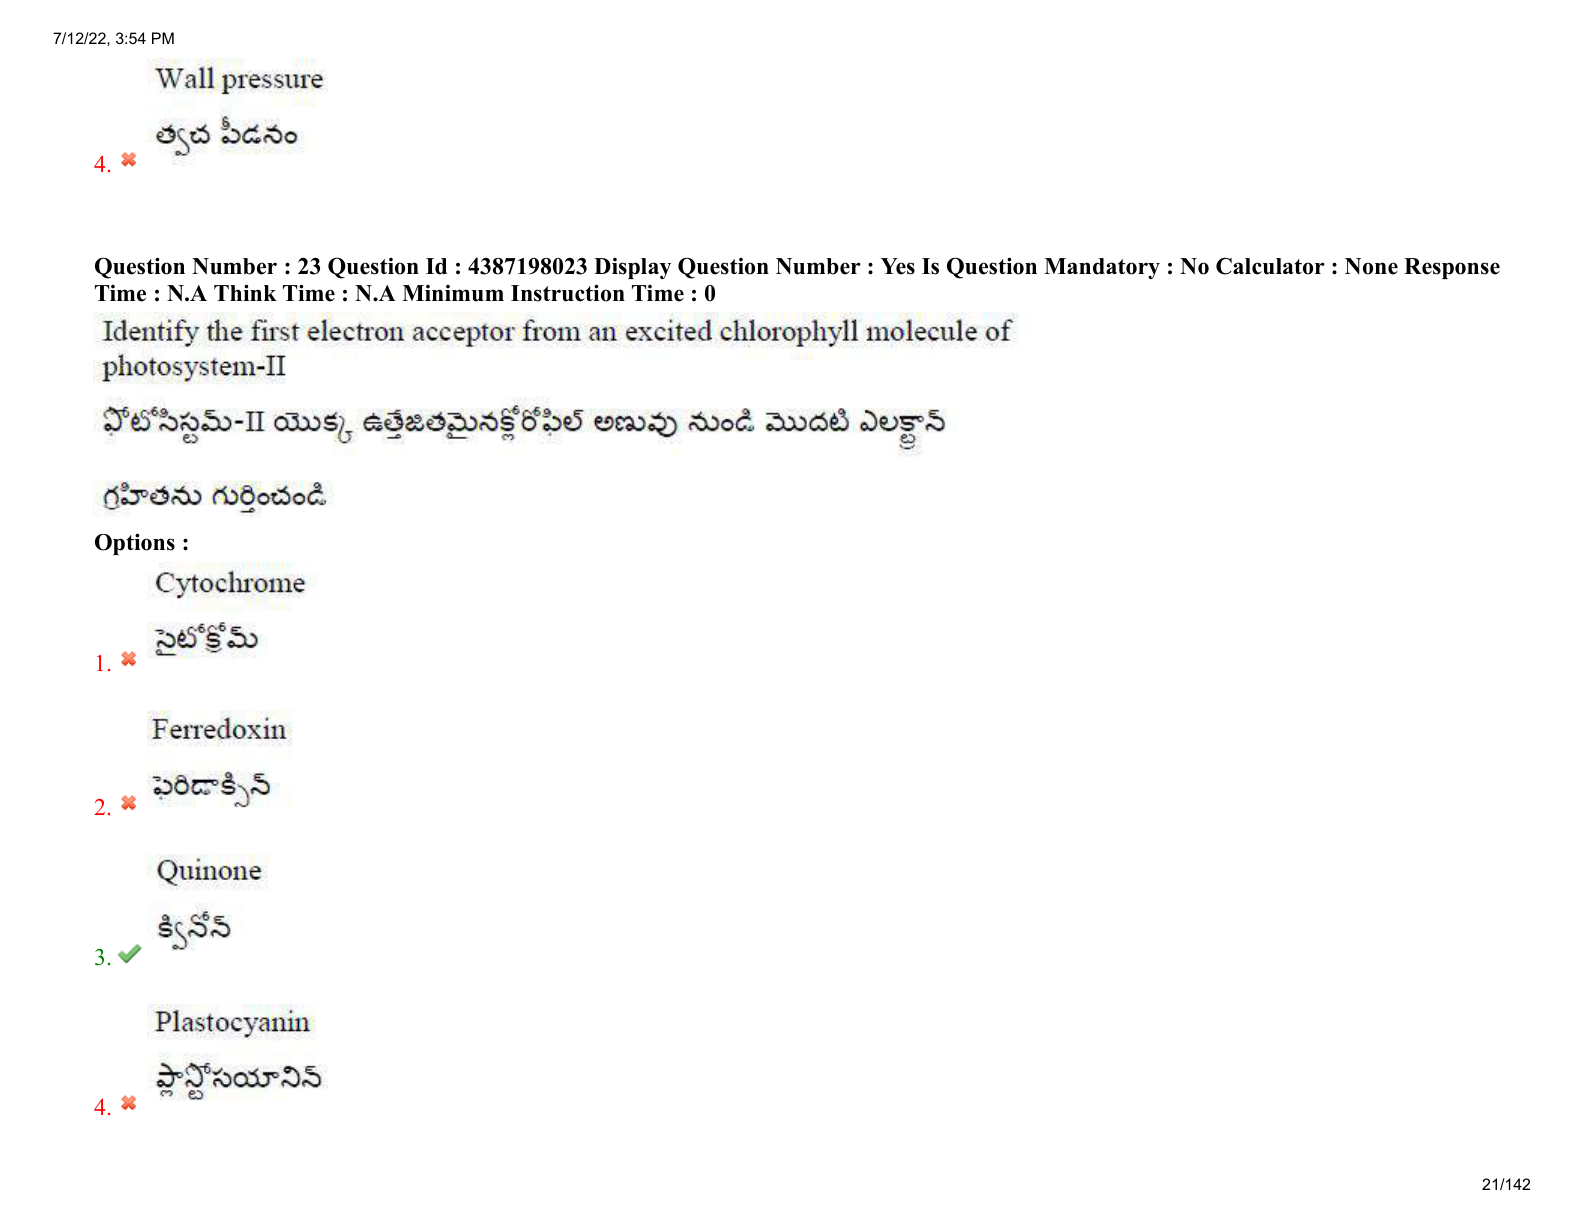 7/12/22, 3:54 PM
Wall pressure
త్వచ పీడనం
4.
Question Number : 23 Question Id : 4387198023 Display Question Number : Yes Is Question Mandatory : No Calculator : None Response
Time : N.A Think Time : N.A Minimum Instruction Time : 0
Identify the first electron acceptor from an excited chlorophyll molecule of
photosystem-II
ఫోటోసిస్టమ్-II యొక్క ఉత్తేజితమైనక్లోరోఫిల్ అణువు నుండి మొదటి ఎలక్ట్రాన్
గ్రహీతను గుర్తించండి
Options :
Cytochrome
సైటోక్రోమ్
1.
Ferredoxin
ఫెరిడాక్సిన్
2.
Quinone
క్వినోన్
3.
Plastocyanin
ప్లాస్టోసయానిన్
4.
21/142